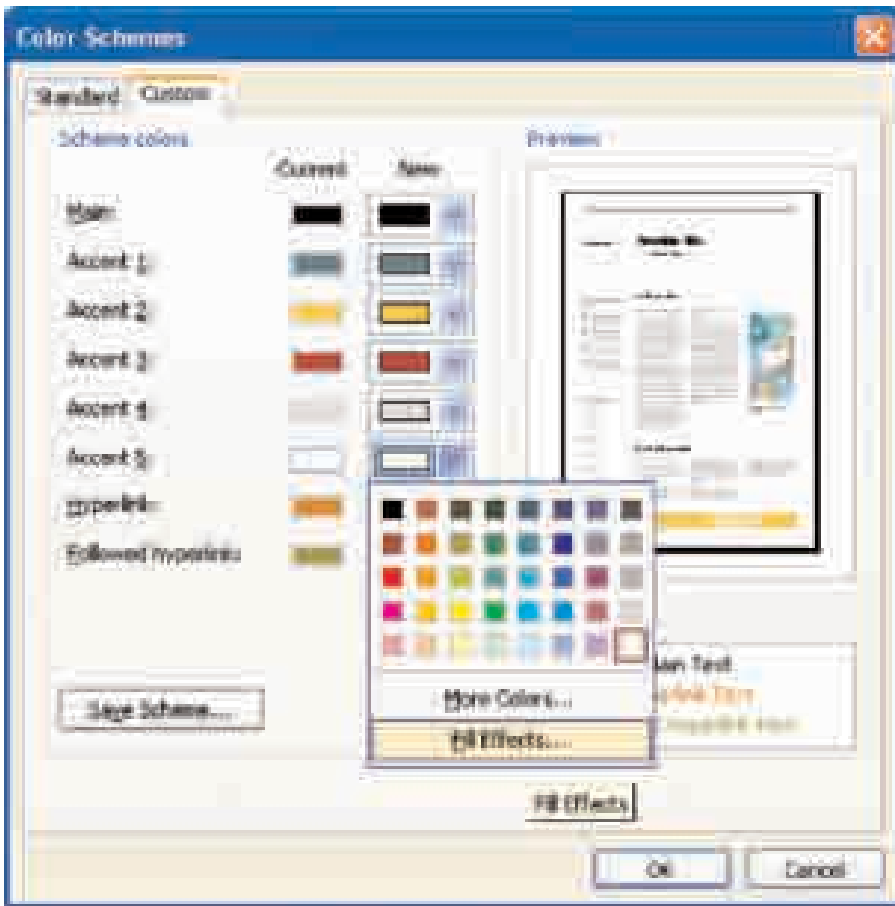 Color Schemes
Standard Custom
Scheme colors
Preview
Current New
Main:
Accent 1:
Accent 2:
Accent 3:
Accent 4:
Accent 5:
Hyperlink:
Followed hyperlink:
More Colors...
Fill Effects...
Save Scheme...
Text
Fill Effects
OK
Cancel